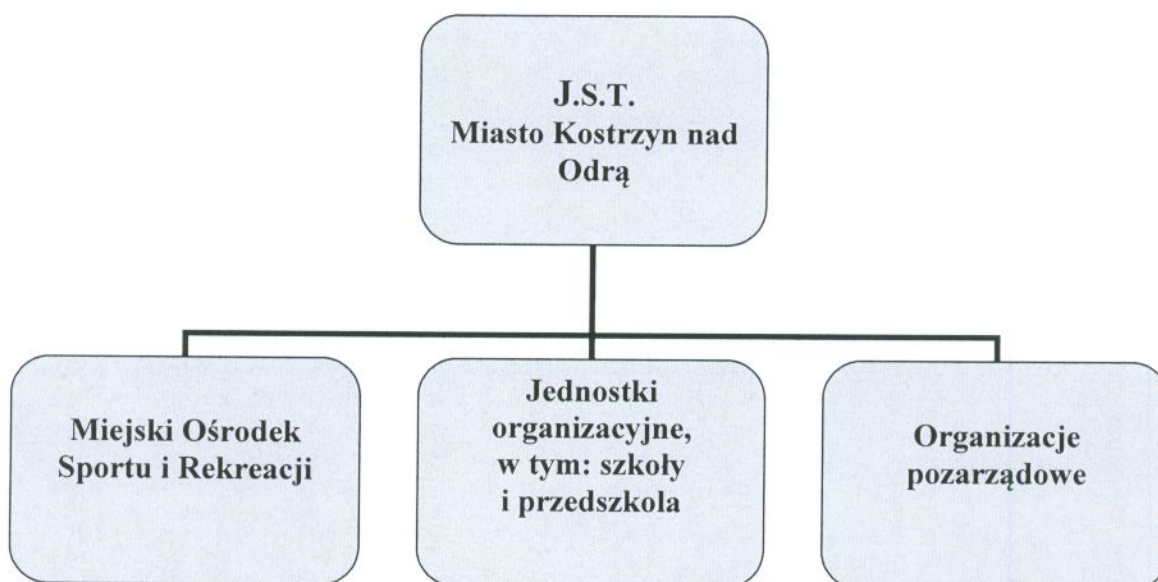 J.S.T.
Miasto Kostrzyn nad
Odrą
Miejski Ośrodek
Sportu i Rekreacji
Jednostki
organizacyjne,
w tym: szkoły
i przedszkola
Organizacje
pozarządowe